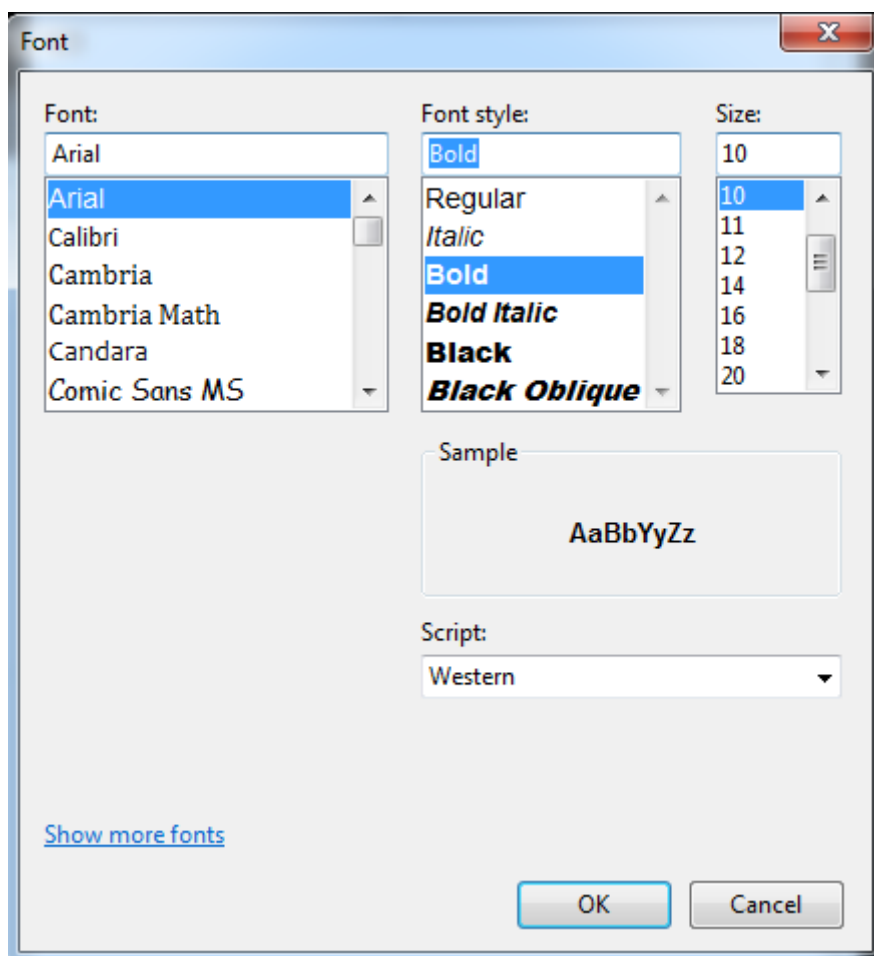 Font
Font:
Arial
Arial
Calibri
Cambria
Cambria Math
Candara
Comic Sans MS
Font style:
Bold
Regular
Italic
Bold
Bold Italic
Black
Black Oblique
Size:
10
10
11
12
14
16
18
20
Sample
AaBbYyZz
Script:
Western
Show more fonts
OK
Cancel